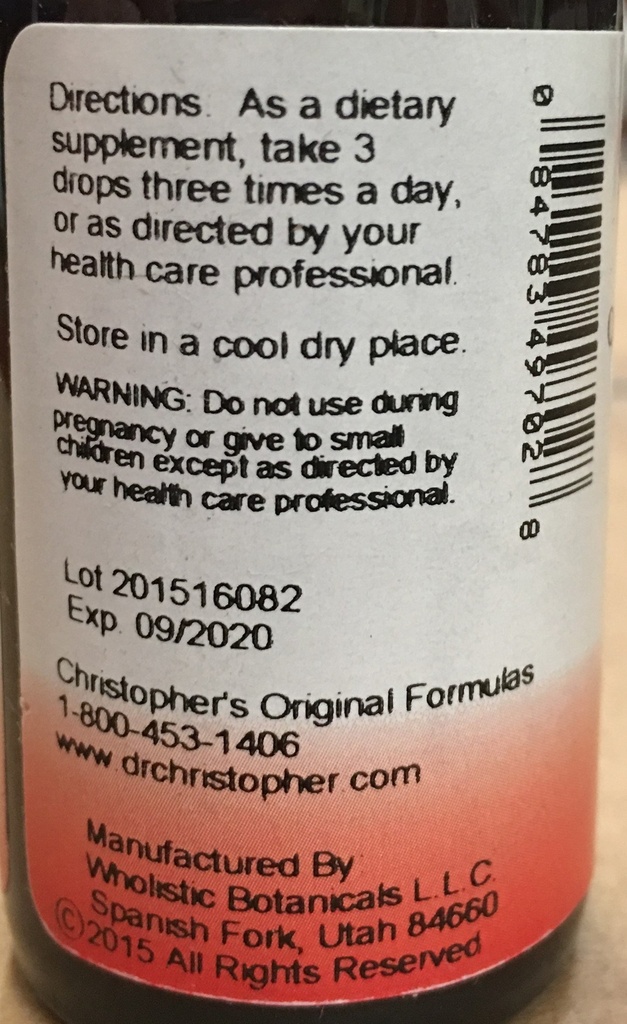 Directions. As a dietary
supplement, take 3
drops three times a day,
or as directed by your
health care professional.
Store in a cool dry place.
WARNING: Do not use during
pregnancy or give to small
children except as directed by
your health care professional.
Lot 201516082
Exp. 09/2020
Christopher's Original Formulas
1-800-453-1406
www.drchristopher.com
Manufactured By
Wholistic Botanicals L.L.C.
Spanish Fork, Utah 84660
©2015 All Rights Reserved
0 84783 49702 8